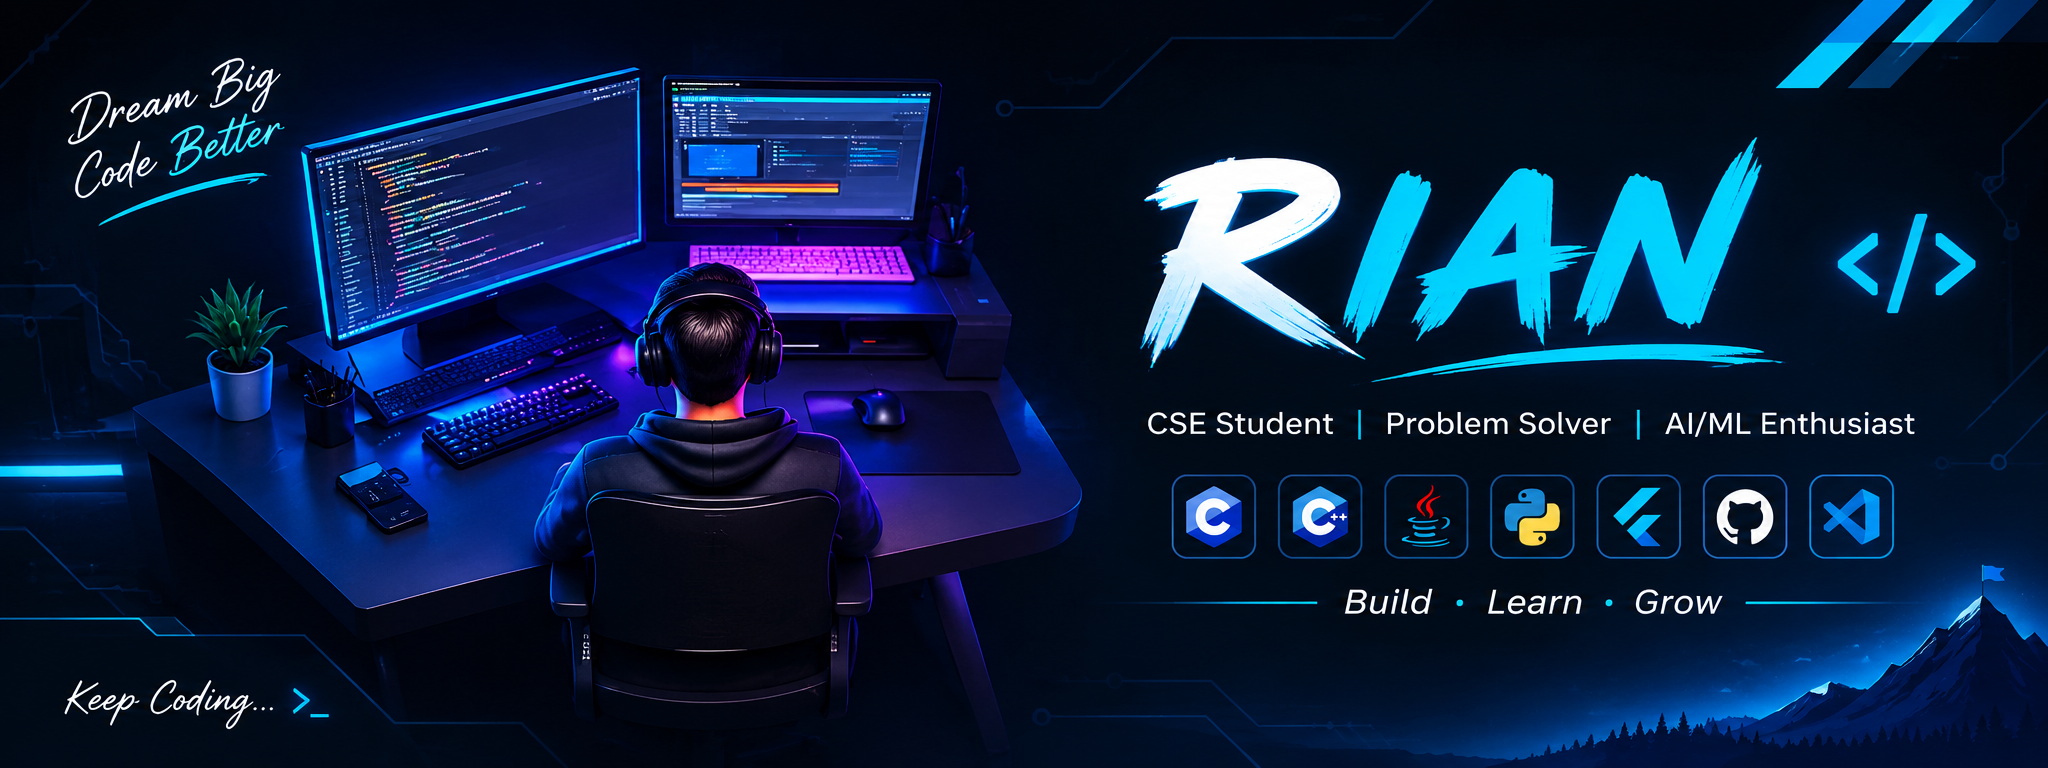 Dream Big
Code Better
RIAN
</>
CSE Student | Problem Solver | AI/ML Enthusiast
C
C++
Build • Learn • Grow
Keep Coding... >_